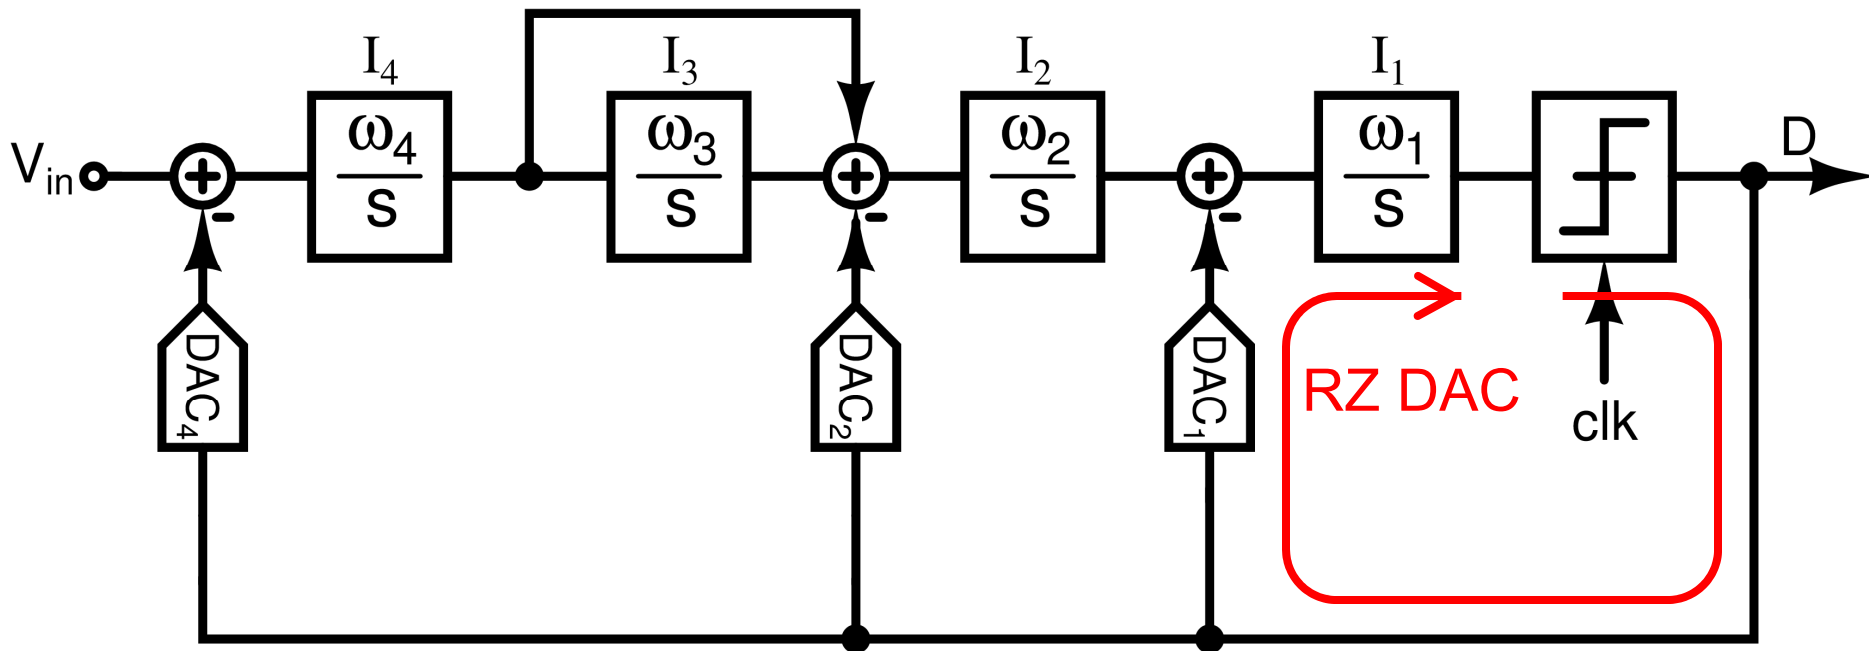 I4
I3
I2
I1
Vin
+
-
ω4
s
ω3
s
+
-
ω2
s
+
-
ω1
s
D
DAC4
DAC2
DAC1
RZ DAC
clk